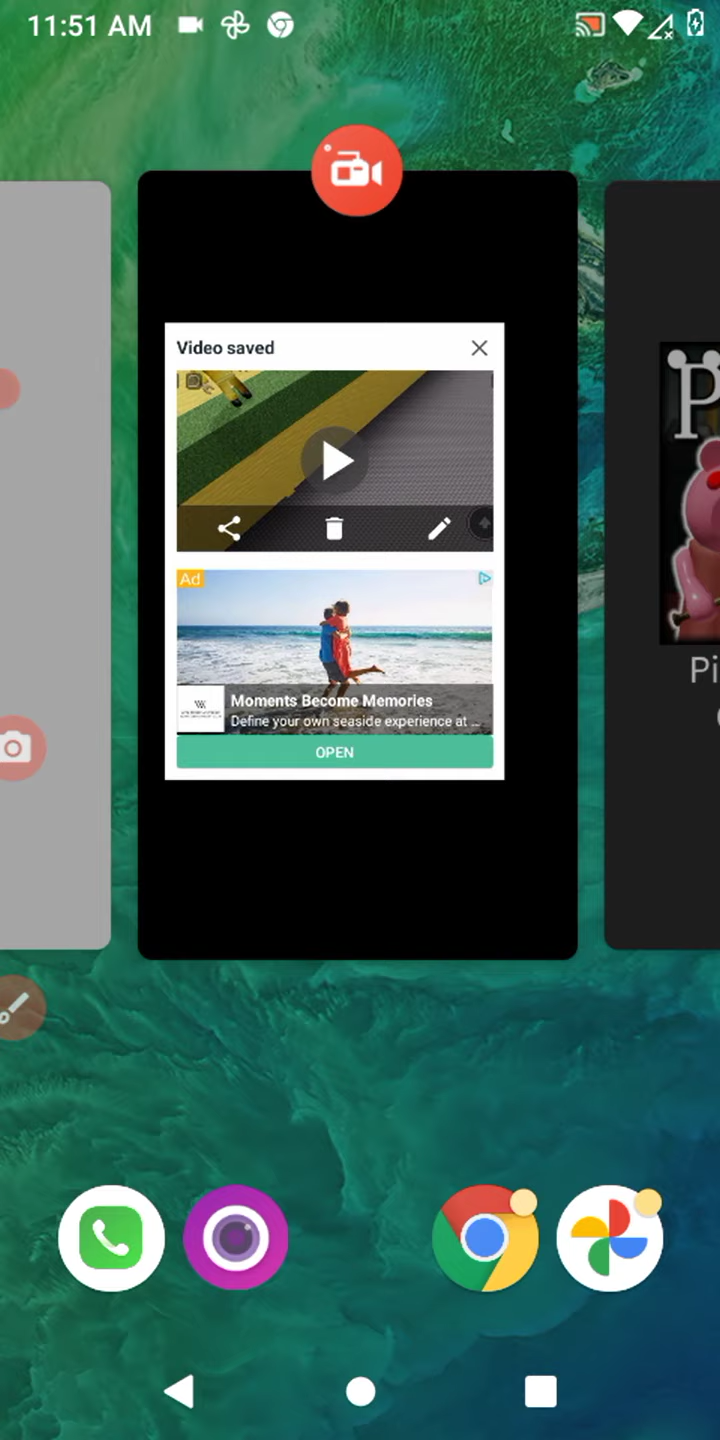 11:51 AM
Video saved
Ad
Moments Become Memories
Define your own seaside experience at ...
OPEN
P
Pi